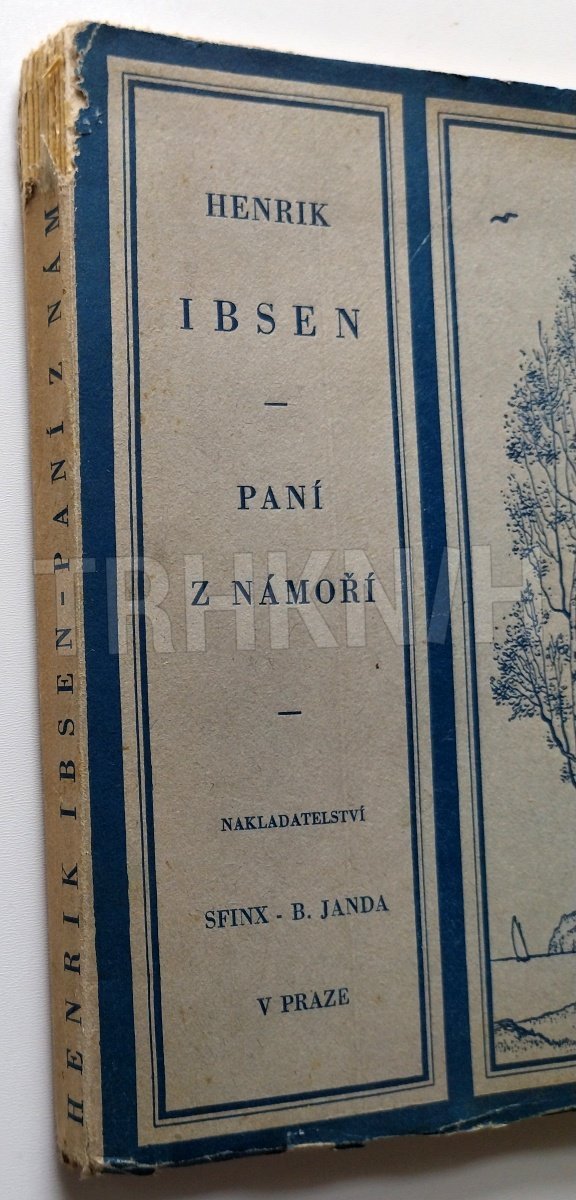 HENRIK
IBSEN
—
PANÍ
Z NÁMOŘÍ
—
NAKLADATELSTVÍ
SFINX - B. JANDA
V PRAZE
HENRIK IBSEN - PANÍ Z NÁM
TRHKNIH